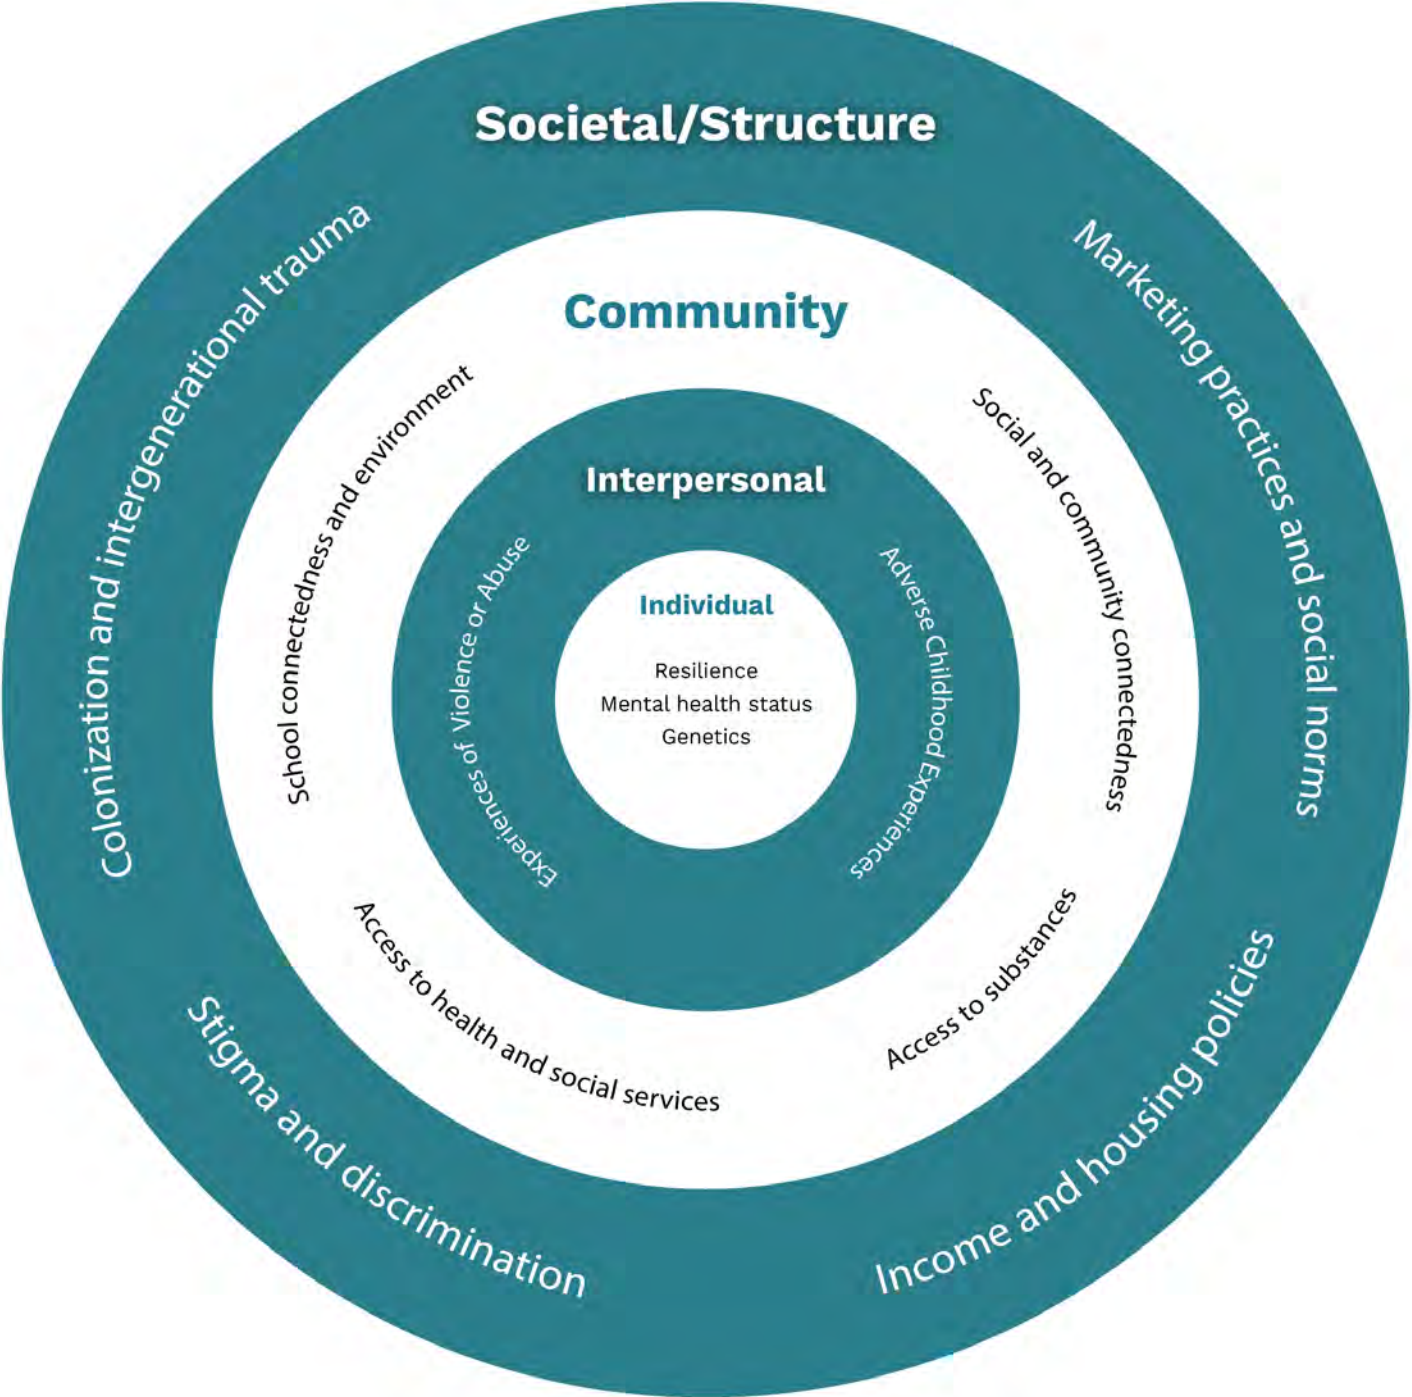 Societal/Structure
Colonization and intergenerational trauma
Marketing practices and social norms
Stigma and discrimination
Income and housing policies
Community
School connectedness and environment
Social and community connectedness
Access to health and social services
Access to substances
Interpersonal
Experiences of Violence or Abuse
Adverse Childhood Experiences
Individual
Resilience
Mental health status
Genetics